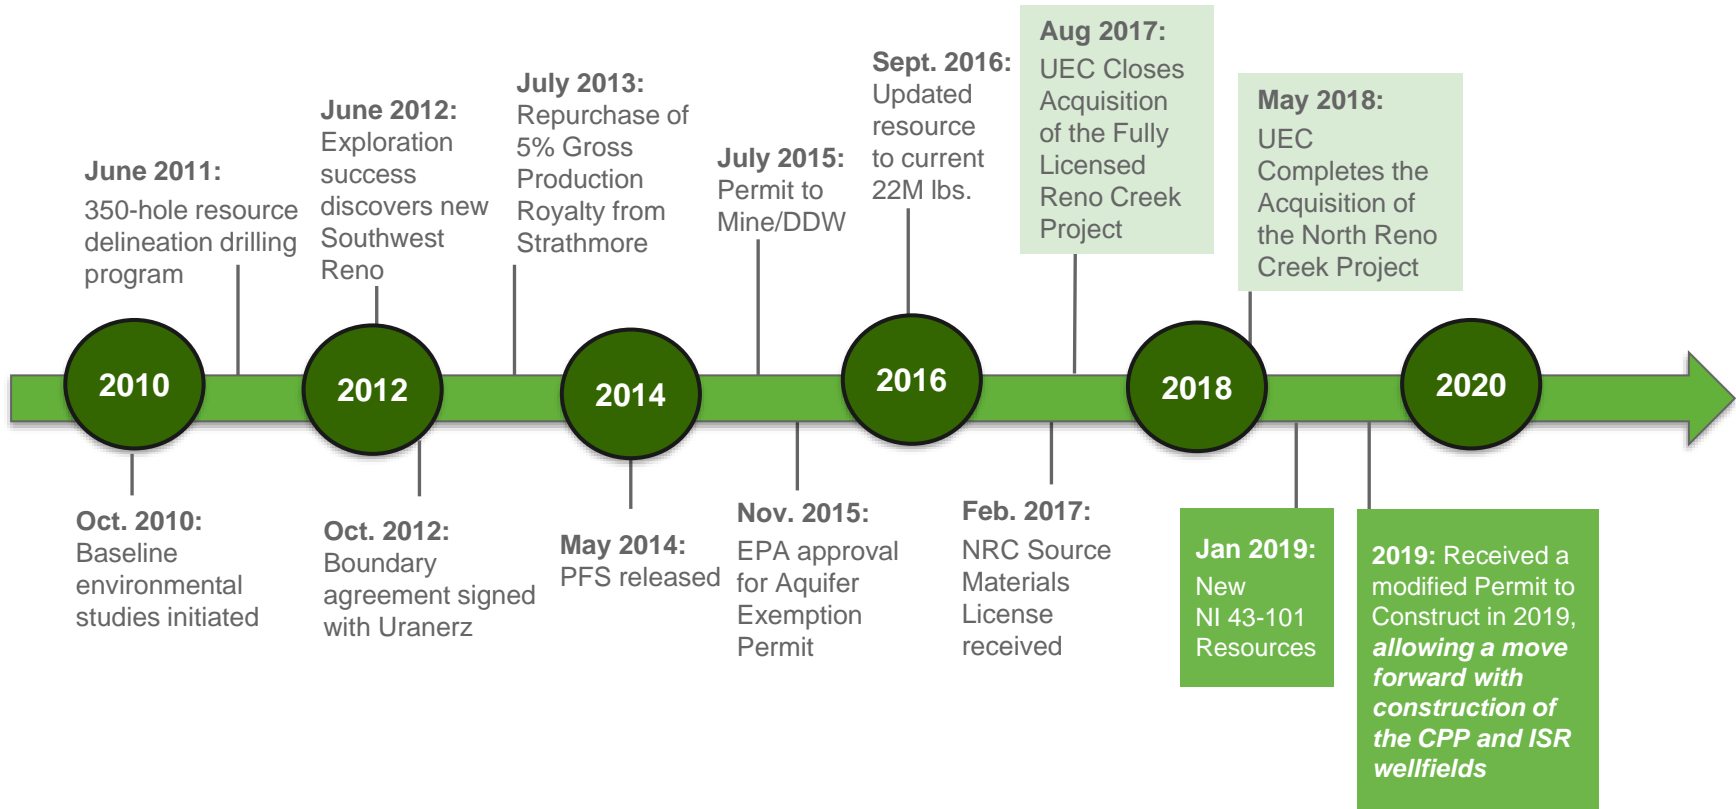 June 2011:
350-hole resource
delineation drilling
program
June 2012:
Exploration
success
discovers new
Southwest
Reno
July 2013:
Repurchase of
5% Gross
Production
Royalty from
Strathmore
July 2015:
Permit to
Mine/DDW
Sept. 2016:
Updated
resource
to current
22M lbs.
Aug 2017:
UEC Closes
Acquisition
of the Fully
Licensed
Reno Creek
Project
May 2018:
UEC
Completes the
Acquisition of
the North Reno
Creek Project
2010
2012
2014
2016
2018
2020
Oct. 2010:
Baseline
environmental
studies initiated
Oct. 2012:
Boundary
agreement signed
with Uranerz
May 2014:
PFS released
Nov. 2015:
EPA approval
for Aquifer
Exemption
Permit
Feb. 2017:
NRC Source
Materials
License
received
Jan 2019:
New
NI 43-101
Resources
2019: Received a
modified Permit to
Construct in 2019,
allowing a move
forward with
construction of
the CPP and ISR
wellfields